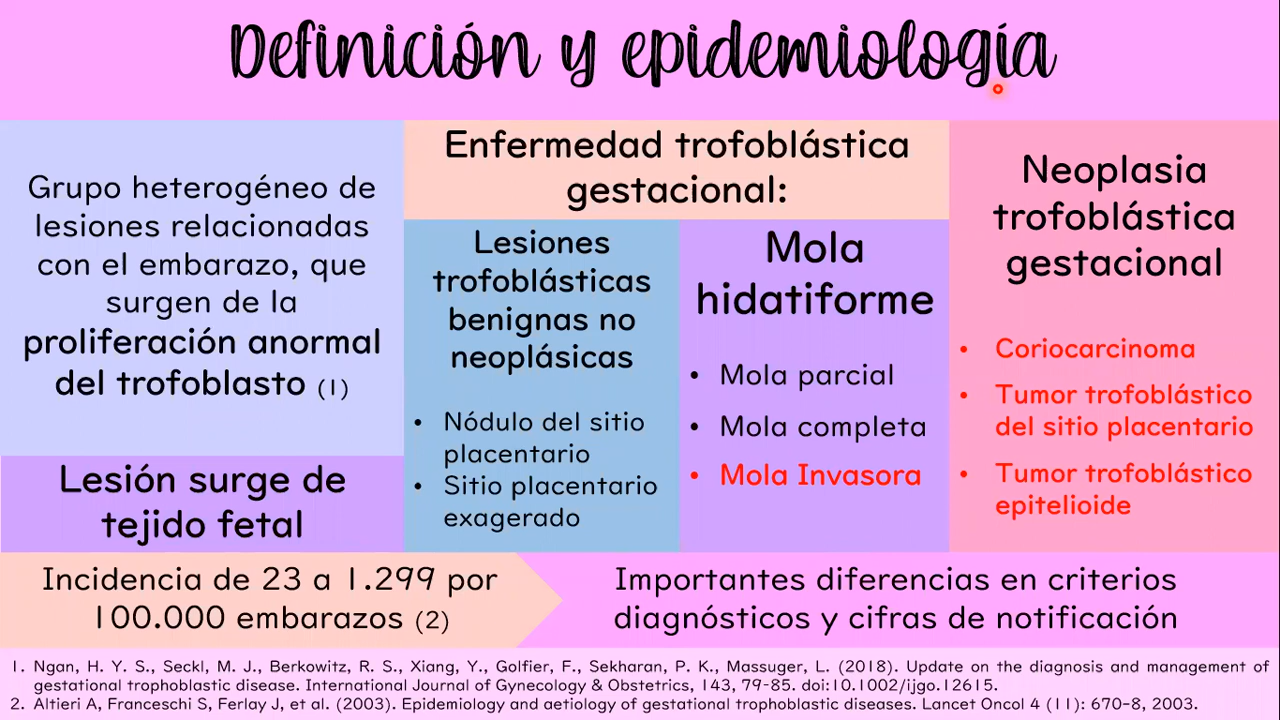 Definición y epidemiología
Grupo heterogéneo de
lesiones relacionadas
con el embarazo, que
surgen de la
proliferación anormal
del trofoblasto (1)
Lesión surge de
tejido fetal
Enfermedad trofoblástica
gestacional:
Lesiones
trofoblásticas
benignas no
neoplásicas
• Nódulo del sitio
placentario
• Sitio placentario
exagerado
Mola
hidatiforme
• Mola parcial
• Mola completa
• Mola Invasora
Neoplasia
trofoblástica
gestacional
• Coriocarcinoma
• Tumor trofoblástico
del sitio placentario
• Tumor trofoblástico
epitelioide
Incidencia de 23 a 1.299 por
100.000 embarazos (2)
Importantes diferencias en criterios
diagnósticos y cifras de notificación
1. Ngan, H. Y. S., Seckl, M. J., Berkowitz, R. S., Xiang, Y., Golfier, F., Sekharan, P. K., Massuger, L. (2018). Update on the diagnosis and management of
gestational trophoblastic disease. International Journal of Gynecology & Obstetrics, 143, 79-85. doi:10.1002/ijgo.12615.
2. Altieri A, Franceschi S, Ferlay J, et al. (2003). Epidemiology and aetiology of gestational trophoblastic diseases. Lancet Oncol 4 (11): 670-8, 2003.